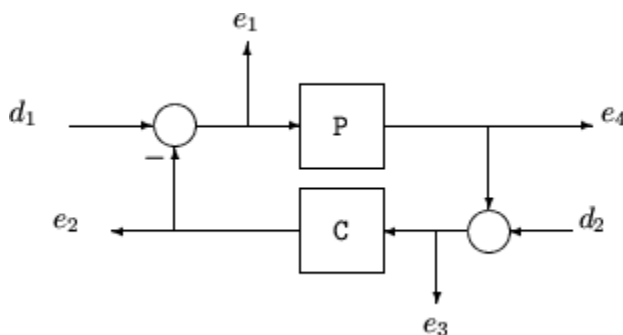 e₁
d₁ P e₄
−
e₂ C d₂
e₃